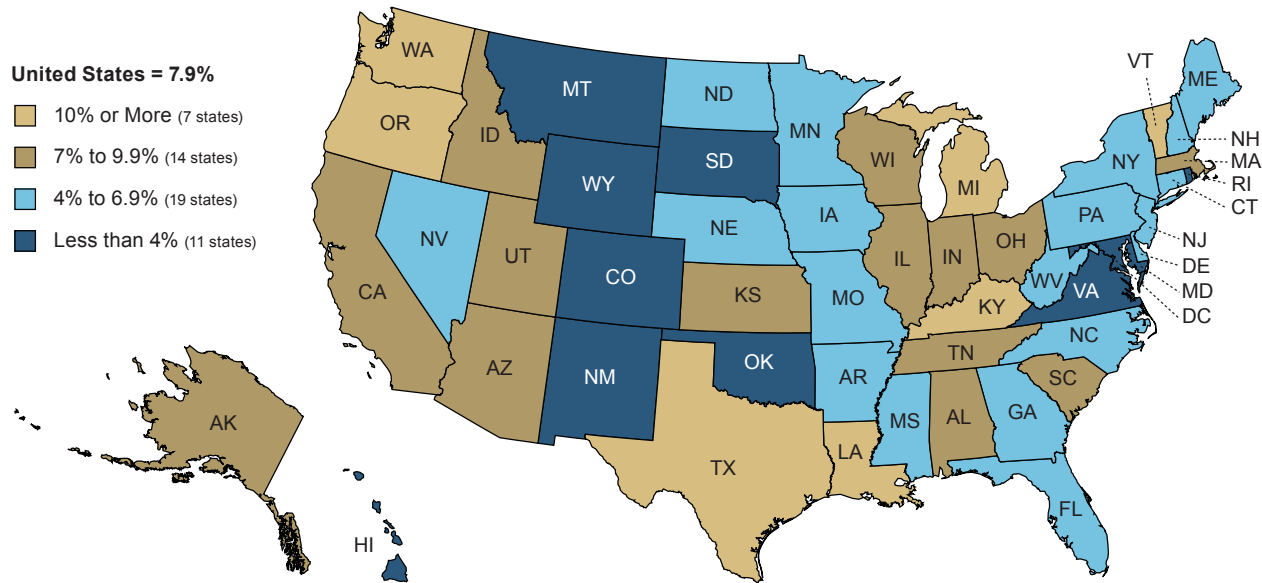 United States = 7.9%
10% or More (7 states)
7% to 9.9% (14 states)
4% to 6.9% (19 states)
Less than 4% (11 states)
WA
OR
ID
MT
ND
MN
SD
WY
WI
MI
VT
ME
NH
MA
RI
CT
NY
PA
NJ
DE
MD
DC
NV
UT
CO
NE
IA
IL
IN
OH
WV
VA
CA
KS
MO
KY
AZ
NM
OK
AR
TN
NC
SC
MS
AL
GA
TX
LA
FL
AK
HI